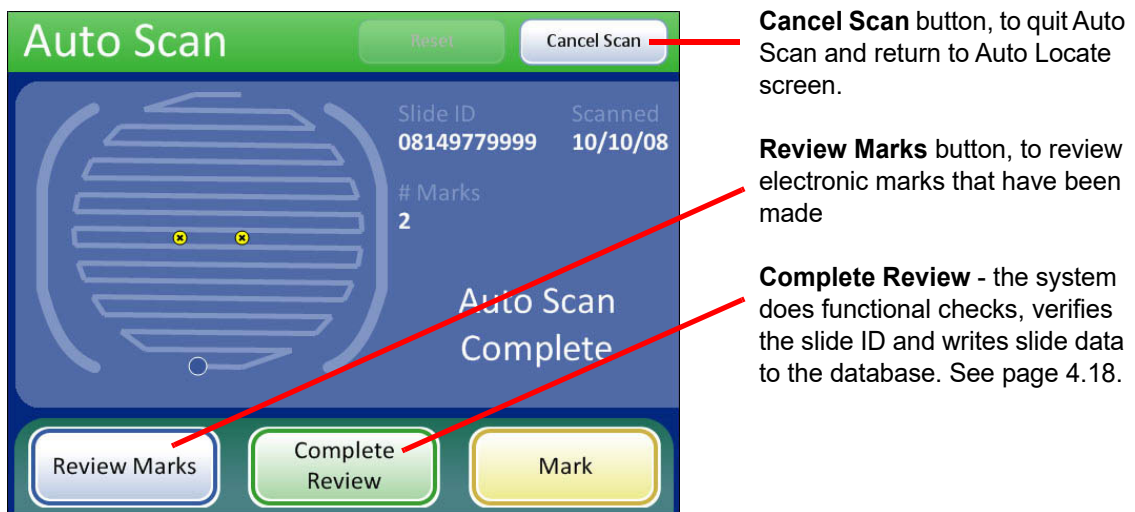 Auto Scan
Reset
Cancel Scan
Slide ID
Scanned
08149779999
10/10/08
# Marks
2
Auto Scan
Complete
Review Marks
Complete
Review
Mark
Cancel Scan button, to quit Auto
Scan and return to Auto Locate
screen.
Review Marks button, to review
electronic marks that have been
made
Complete Review - the system
does functional checks, verifies
the slide ID and writes slide data
to the database. See page 4.18.